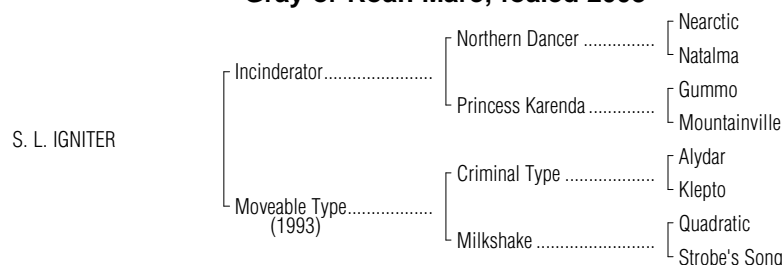 Gray or Roan Mare; foaled 2003
Nearctic
Northern Dancer ...............
Natalma
Incinderator.......................
Gummo
Princess Karenda ..............
Mountainville
S. L. IGNITER
Alydar
Criminal Type ...................
Klepto
Moveable Type..................
(1993)
Quadratic
Milkshake .........................
Strobe's Song